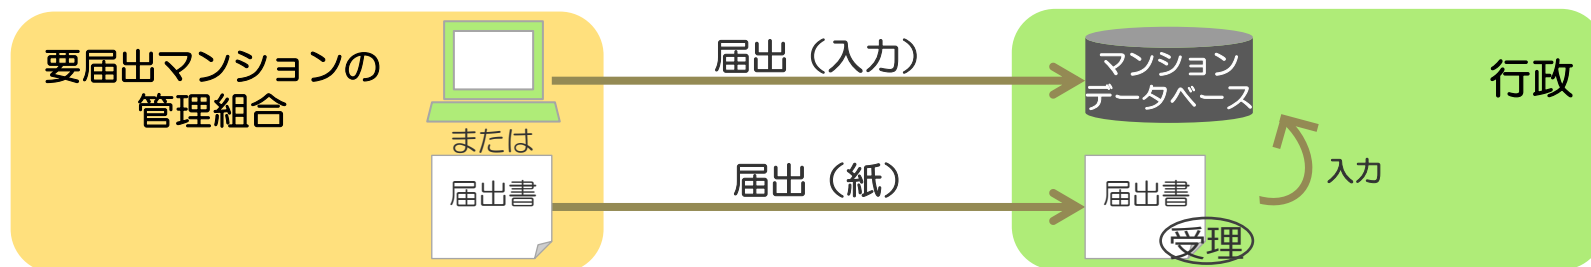 要届出マンションの
管理組合
または
届出書
届出（入力）
届出（紙）
マンション
データベース
行政
届出書
受理
入力